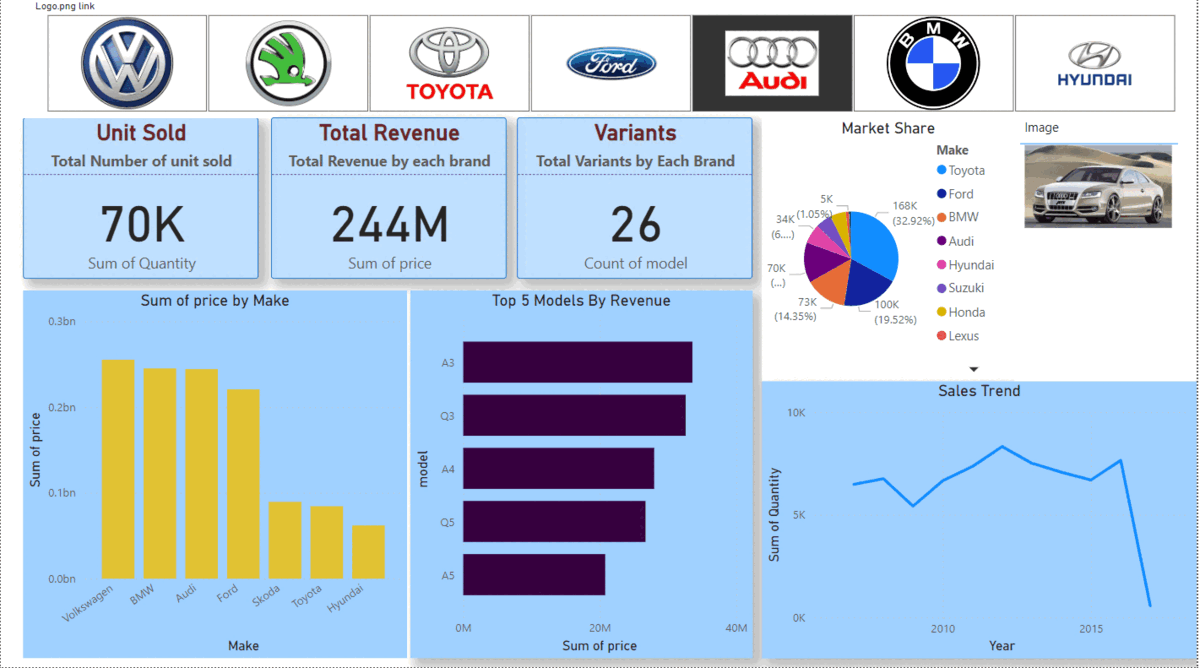 Logo.png link
TOYOTA
Ford
Audi
BMW
HYUNDAI
Unit Sold
Total Number of unit sold
70K
Sum of Quantity
Total Revenue
Total Revenue by each brand
244M
Sum of price
Variants
Total Variants by Each Brand
26
Count of model
Market Share
5K
(1.05%)
34K
(6....)
70K
(...)
73K
(14.35%)
100K
(19.52%)
168K
(32.92%)
Make
Toyota
Ford
BMW
Audi
Hyundai
Suzuki
Honda
Lexus
Image
Sum of price by Make
Sum of price
0.3bn
0.2bn
0.1bn
0.0bn
Volkswagen
BMW
Audi
Ford
Skoda
Toyota
Hyundai
Make
Top 5 Models By Revenue
model
A3
Q3
A4
Q5
A5
0M
20M
40M
Sum of price
Sales Trend
Sum of Quantity
10K
5K
0K
2010
2015
Year